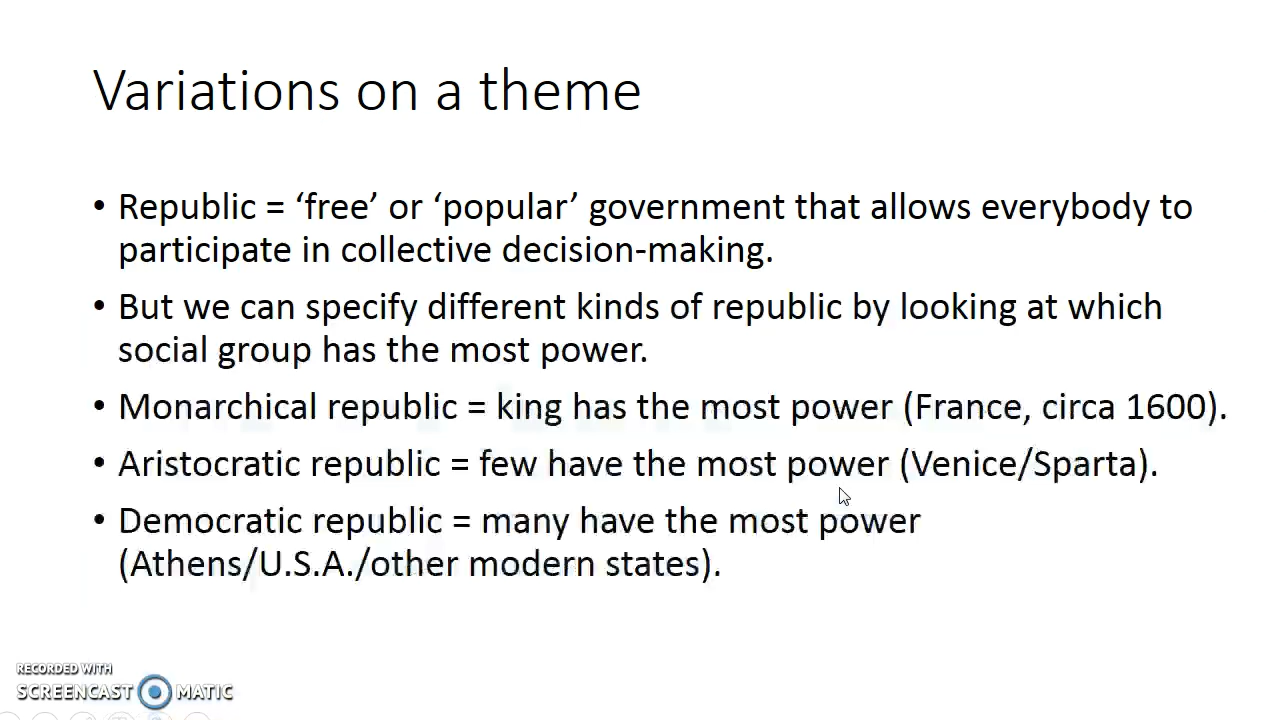 Variations on a theme
• Republic = ‘free’ or ‘popular’ government that allows everybody to
participate in collective decision-making.
• But we can specify different kinds of republic by looking at which
social group has the most power.
• Monarchical republic = king has the most power (France, circa 1600).
• Aristocratic republic = few have the most power (Venice/Sparta).
• Democratic republic = many have the most power
(Athens/U.S.A./other modern states).
RECORDED WITH
SCREENCAST MATIC